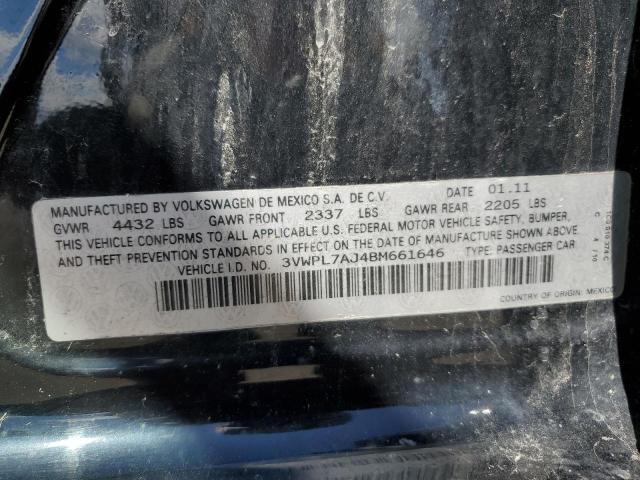 MANUFACTURED BY VOLKSWAGEN DE MEXICO S.A. DE C.V. DATE 01.11
GVWR 4432 LBS GAWR FRONT 2337 LBS GAWR REAR 2205 LBS
THIS VEHICLE CONFORMS TO ALL APPLICABLE U.S. FEDERAL MOTOR VEHICLE SAFETY, BUMPER,
AND THEFT PREVENTION STANDARDS IN EFFECT ON THE DATE OF MANUFACTURE SHOWN ABOVE.
VEHICLE I.D. NO. 3VWPL7AJ4BM661646 TYPE: PASSENGER CAR
COUNTRY OF ORIGIN: MEXICO